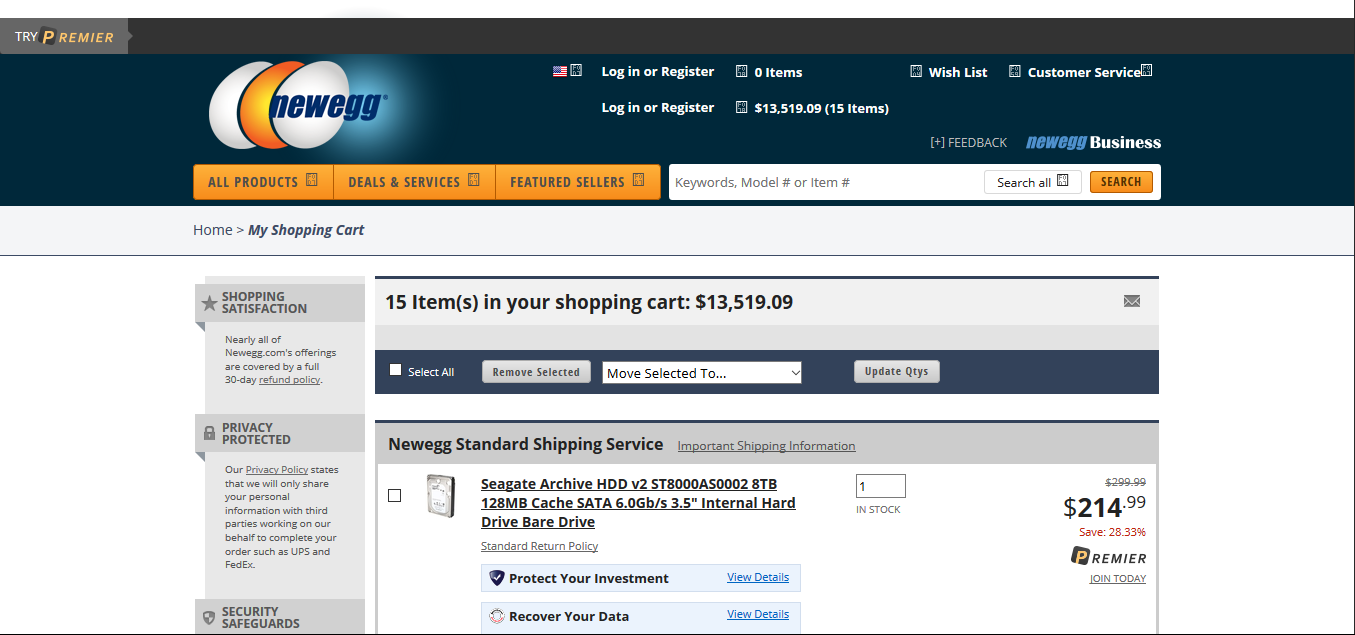 TRY PREMIER
newegg
Log in or Register
0 Items
Wish List
Customer Service
Log in or Register
$13,519.09 (15 Items)
[+] FEEDBACK
newegg Business
ALL PRODUCTS
DEALS & SERVICES
FEATURED SELLERS
Keywords, Model # or Item #
Search all
SEARCH
Home > My Shopping Cart
SHOPPING
SATISFACTION
Nearly all of
Newegg.com's offerings
are covered by a full
30-day refund policy.
PRIVACY
PROTECTED
Our Privacy Policy states
that we will only share
your personal
information with third
parties working on our
behalf to complete your
order such as UPS and
FedEx.
SECURITY
SAFEGUARDS
15 Item(s) in your shopping cart: $13,519.09
Select All
Remove Selected
Move Selected To...
Update Qtys
Newegg Standard Shipping Service
Important Shipping Information
Seagate Archive HDD v2 ST8000AS0002 8TB
128MB Cache SATA 6.0Gb/s 3.5" Internal Hard
Drive Bare Drive
Standard Return Policy
Protect Your Investment
View Details
Recover Your Data
View Details
1
IN STOCK
$299.99
$214.99
Save: 28.33%
PREMIER
JOIN TODAY